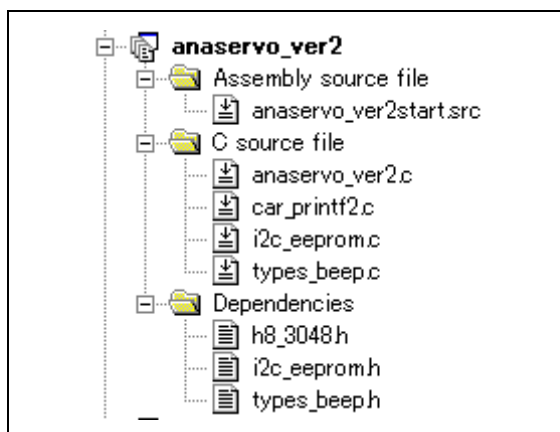 anaservo_ver2
Assembly source file
anaservo_ver2start.src
C source file
anaservo_ver2.c
car_printf2.c
i2c_eeprom.c
types_beep.c
Dependencies
h8_3048.h
i2c_eeprom.h
types_beep.h